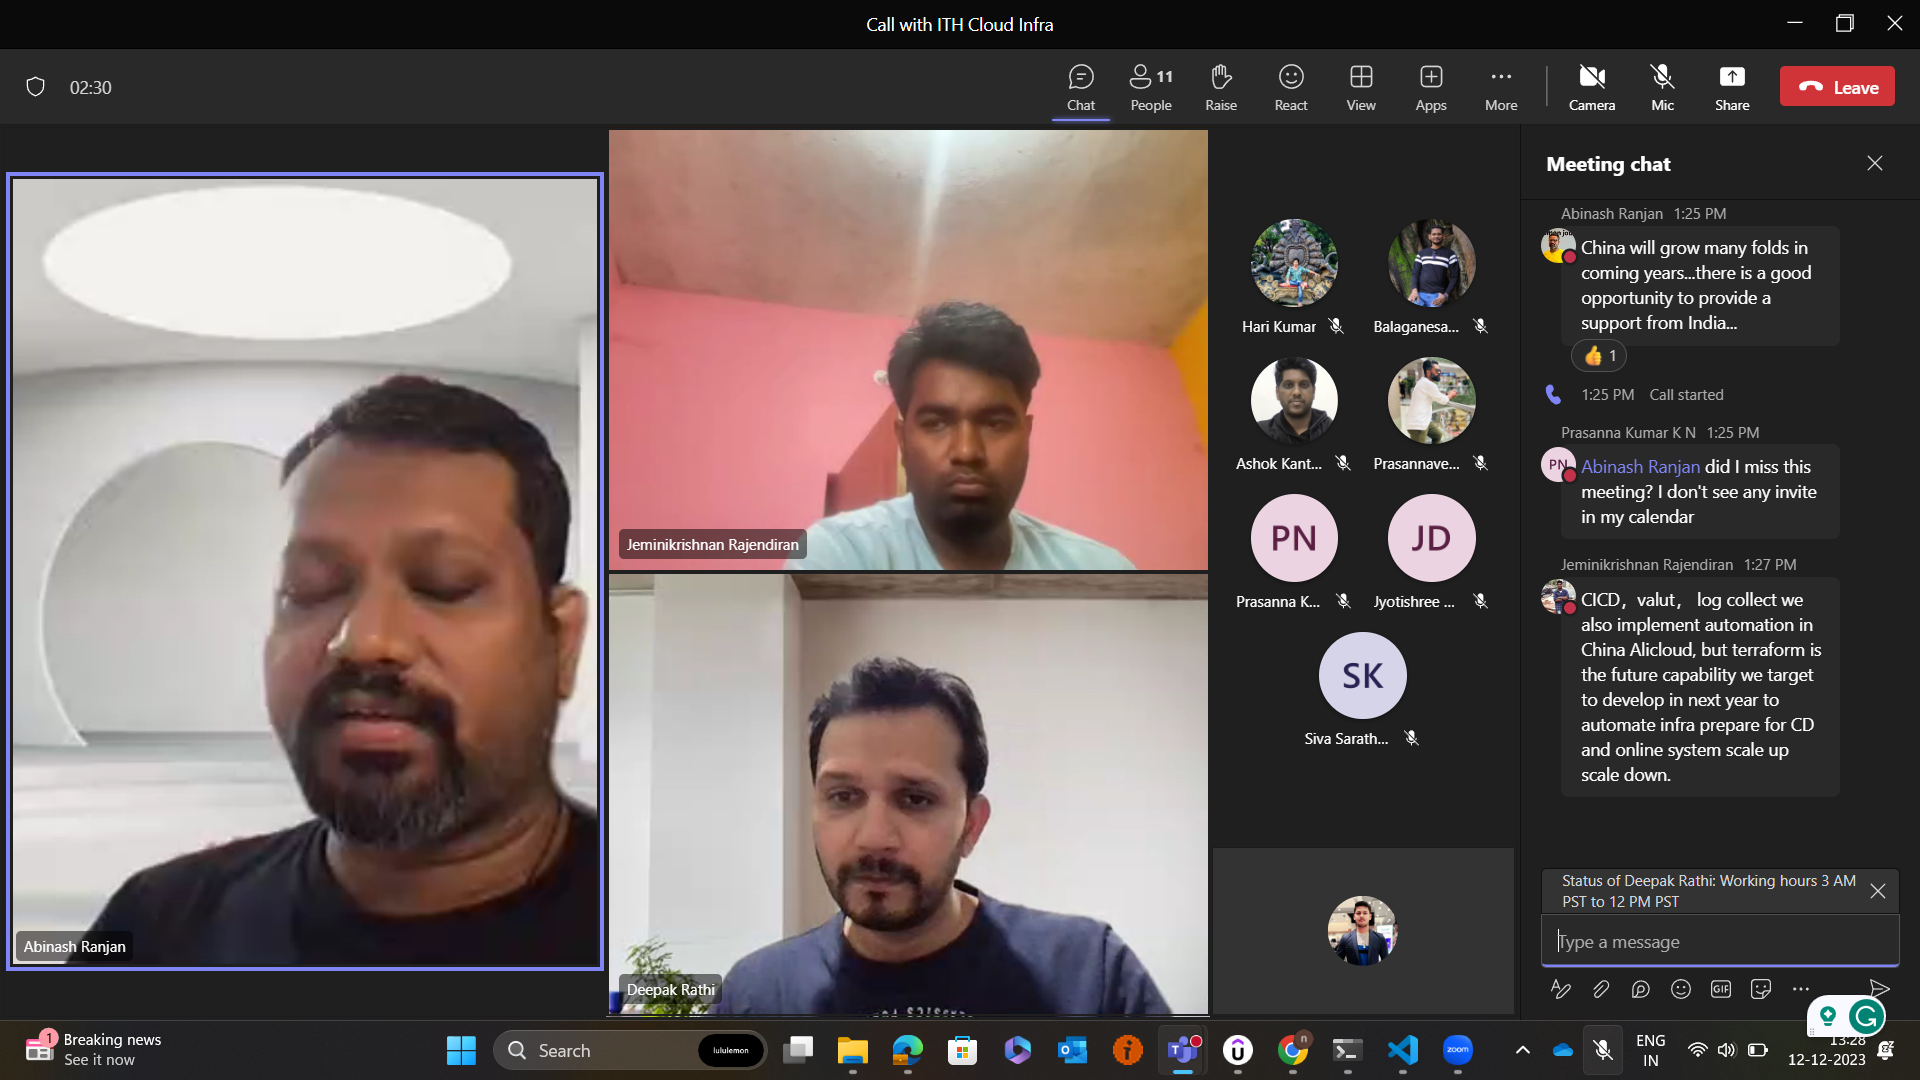 Call with ITH Cloud Infra
02:30
Chat
People 11
Raise
React
View
Apps
More
Camera
Mic
Share
Leave
Abinash Ranjan
Jeminikrishnan Rajendiran
Deepak Rathi
Hari Kumar
Balaganesa...
Ashok Kant...
Prasannave...
PN
JD
Prasanna K...
Jyotishree ...
SK
Siva Sarath...
Meeting chat
Abinash Ranjan 1:25 PM
China will grow many folds in
coming years...there is a good
opportunity to provide a
support from India...
👍 1
1:25 PM Call started
Prasanna Kumar K N 1:25 PM
PN
Abinash Ranjan did I miss this
meeting? I don't see any invite
in my calendar
Jeminikrishnan Rajendiran 1:27 PM
CICD，valut， log collect we
also implement automation in
China Alicloud, but terraform is
the future capability we target
to develop in next year to
automate infra prepare for CD
and online system scale up
scale down.
Status of Deepak Rathi: Working hours 3 AM
PST to 12 PM PST
Type a message
GIF
1
Breaking news
See it now
Search
lululemon
n
zoom
ENG
IN
13:28
12-12-2023